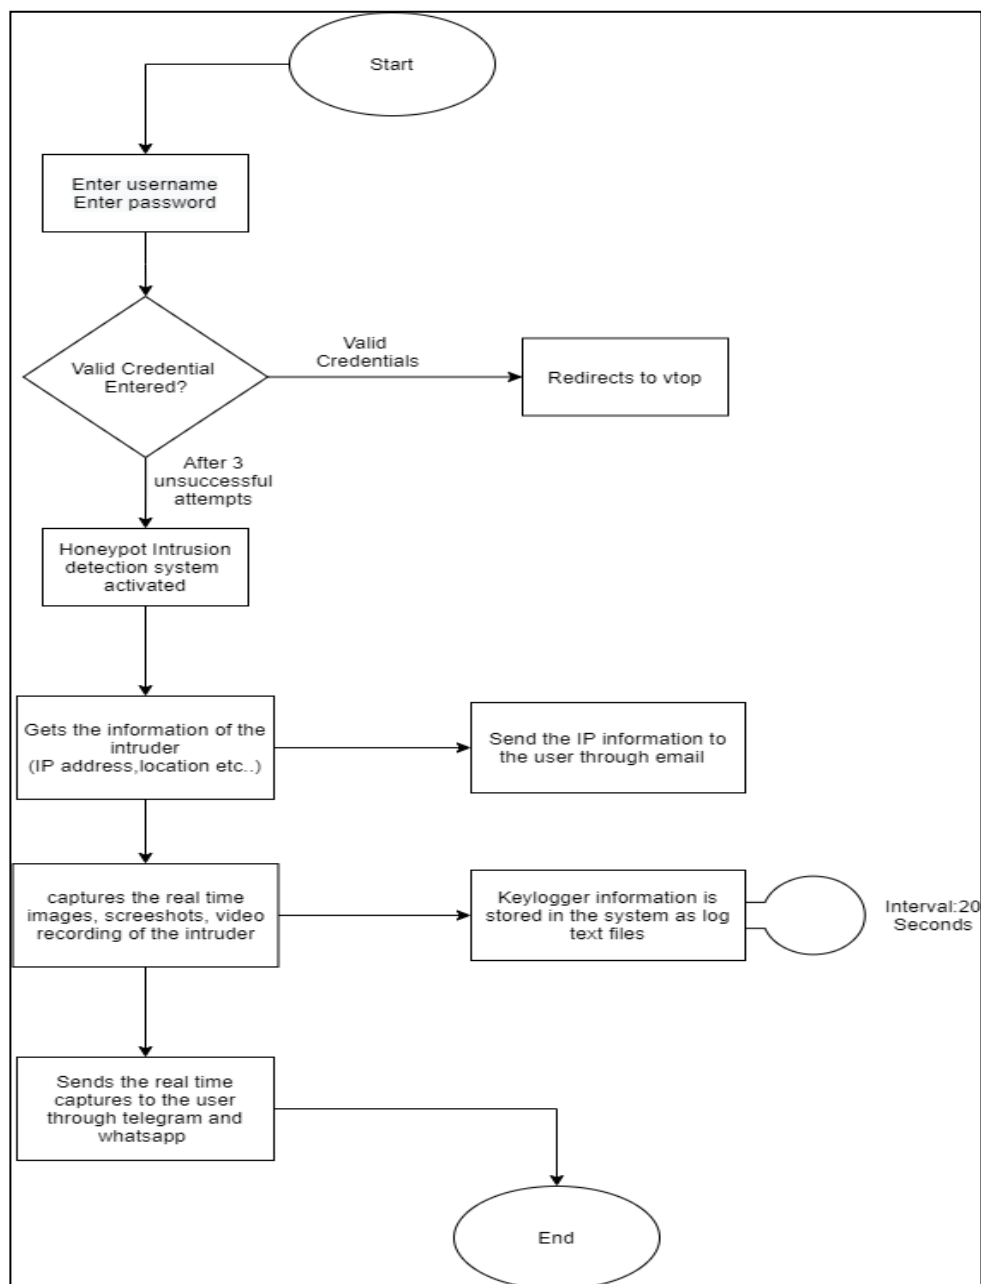 Start
Enter username
Enter password
Valid Credential
Entered?
Valid
Credentials
Redirects to vtop
After 3
unsuccessful
attempts
Honeypot Intrusion
detection system
activated
Gets the information of the
intruder
(IP address,location etc..)
Send the IP information to
the user through email
captures the real time
images, screeshots, video
recording of the intruder
Keylogger information is
stored in the system as log
text files
Interval:20
Seconds
Sends the real time
captures to the user
through telegram and
whatsapp
End